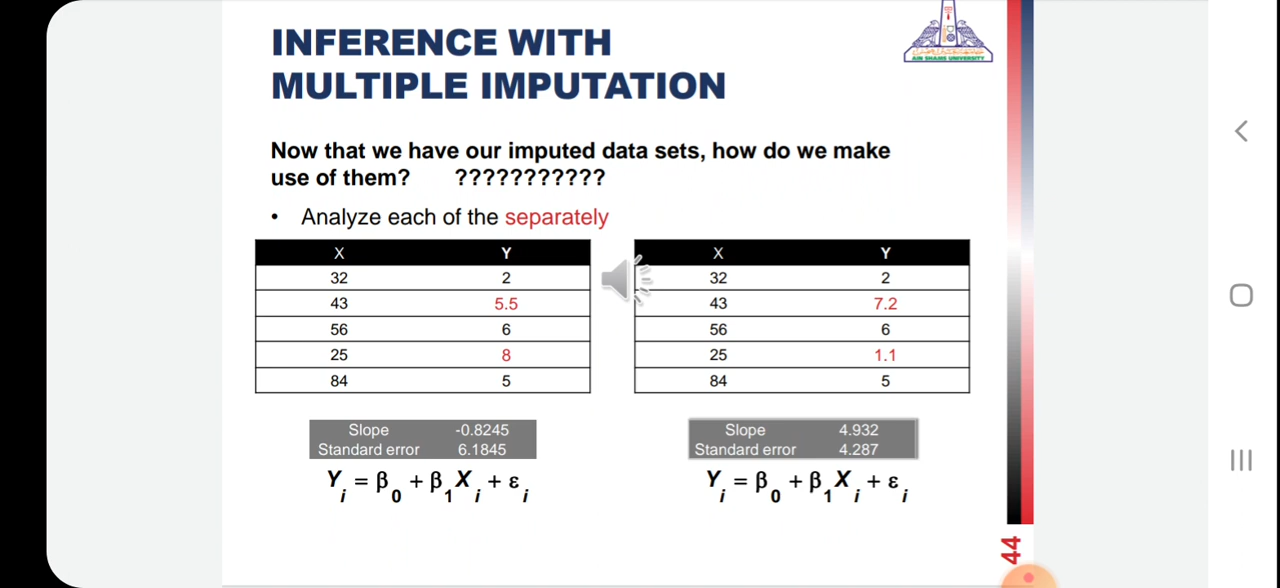 INFERENCE WITH
MULTIPLE IMPUTATION
AIN SHAMS UNIVERSITY
Now that we have our imputed data sets, how do we make
use of them? ???????????
• Analyze each of the separately
X Y
32 2
43 5.5
56 6
25 8
84 5
X Y
32 2
43 7.2
56 6
25 1.1
84 5
Slope -0.8245
Standard error 6.1845
Yᵢ = β₀ + β₁Xᵢ + εᵢ
Slope 4.932
Standard error 4.287
Yᵢ = β₀ + β₁Xᵢ + εᵢ
44